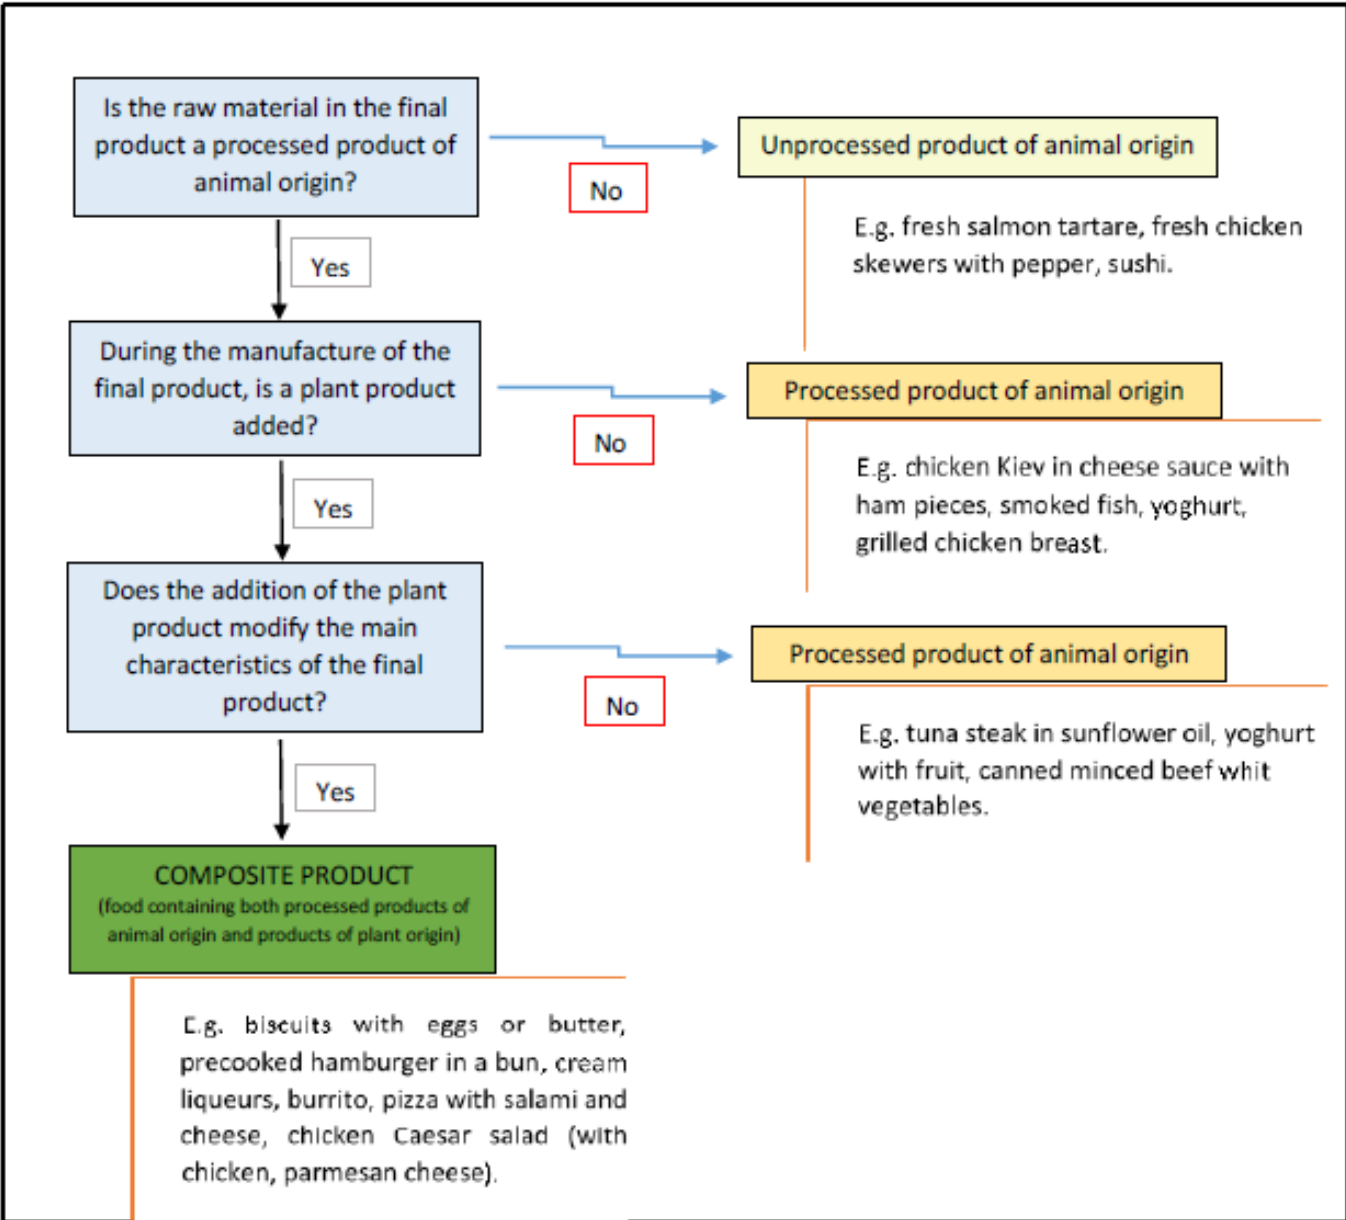 Is the raw material in the final
product a processed product of
animal origin?
No
Unprocessed product of animal origin
E.g. fresh salmon tartare, fresh chicken
skewers with pepper, sushi.
Yes
During the manufacture of the
final product, is a plant product
added?
No
Processed product of animal origin
E.g. chicken Kiev in cheese sauce with
ham pieces, smoked fish, yoghurt,
grilled chicken breast.
Yes
Does the addition of the plant
product modify the main
characteristics of the final
product?
No
Processed product of animal origin
E.g. tuna steak in sunflower oil, yoghurt
with fruit, canned minced beef whit
vegetables.
Yes
COMPOSITE PRODUCT
(food containing both processed products of
animal origin and products of plant origin)
E.g. biscuits with eggs or butter,
precooked hamburger in a bun, cream
liqueurs, burrito, pizza with salami and
cheese, chicken Caesar salad (with
chicken, parmesan cheese).